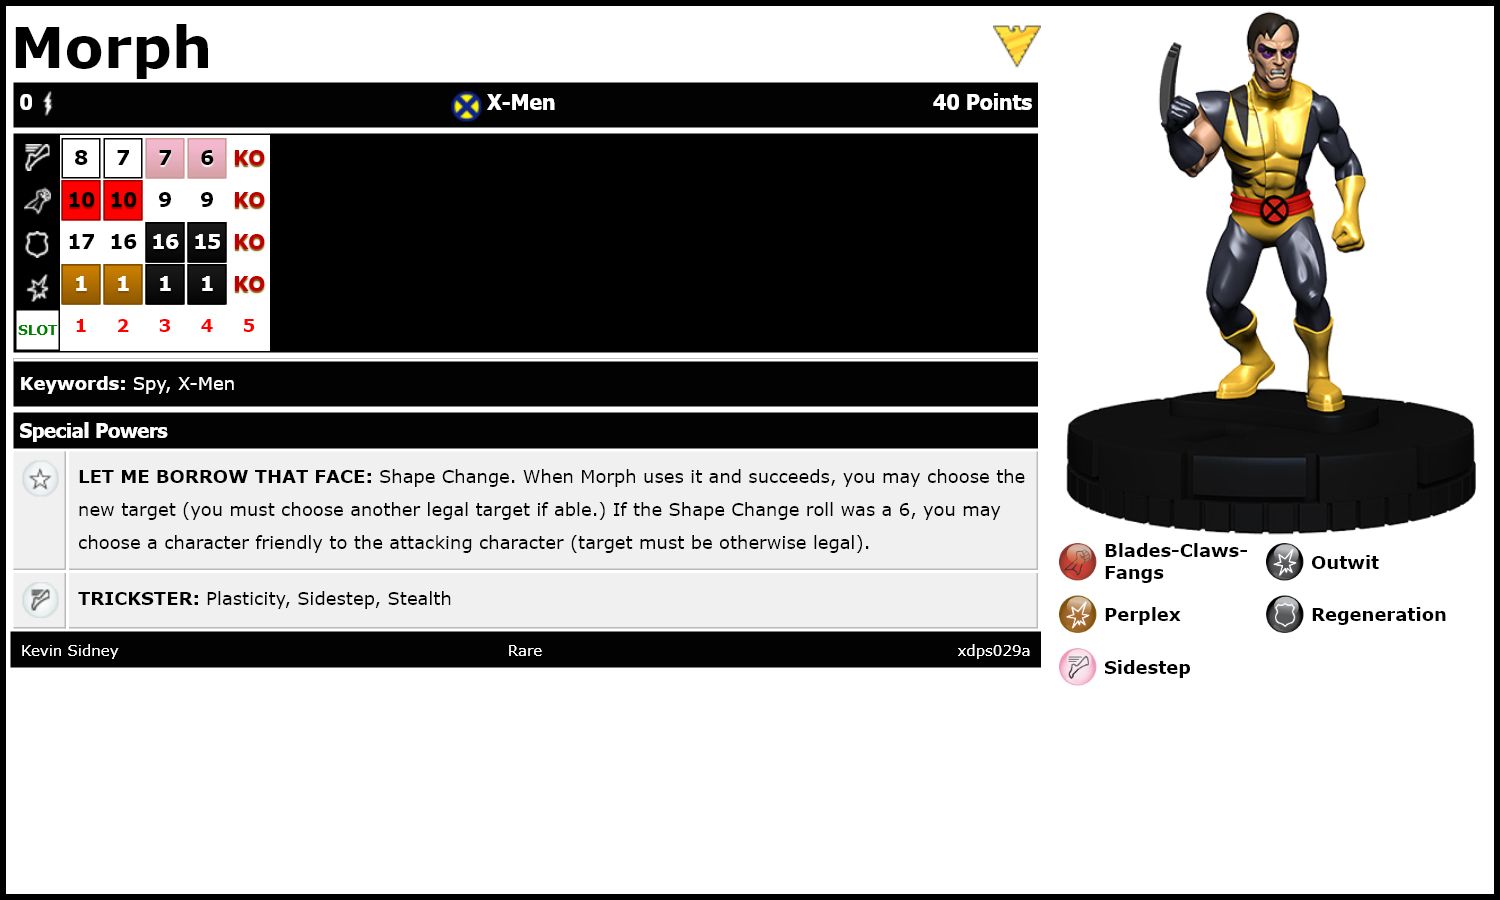 Morph
0 X-Men 40 Points
8 7 7 6 KO
10 10 9 9 KO
17 16 16 15 KO
1 1 1 1 KO
SLOT 1 2 3 4 5
Keywords: Spy, X-Men
Special Powers
LET ME BORROW THAT FACE: Shape Change. When Morph uses it and succeeds, you may choose the
new target (you must choose another legal target if able.) If the Shape Change roll was a 6, you may
choose a character friendly to the attacking character (target must be otherwise legal).
TRICKSTER: Plasticity, Sidestep, Stealth
Kevin Sidney Rare xdps029a
Blades-Claws-
Fangs
Outwit
Perplex
Regeneration
Sidestep